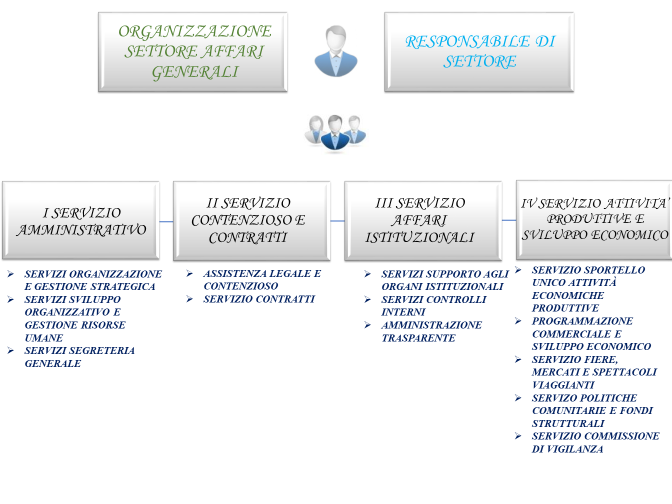 ORGANIZZAZIONE
SETTORE AFFARI
GENERALI
RESPONSABILE DI
SETTORE
I SERVIZIO
AMMINISTRATIVO
II SERVIZIO
CONTENZIOSO E
CONTRATTI
III SERVIZIO
AFFARI
ISTITUZIONALI
IV SERVIZIO ATTIVITA'
PRODUTTIVE E
SVILUPPO ECONOMICO
SERVIZI ORGANIZZAZIONE
E GESTIONE STRATEGICA
SERVIZI SVILUPPO
ORGANIZZATIVO E
GESTIONE RISORSE
UMANE
SERVIZI SEGRETERIA
GENERALE
ASSISTENZA LEGALE E
CONTENZIOSO
SERVIZIO CONTRATTI
SERVIZI SUPPORTO AGLI
ORGANI ISTITUZIONALI
SERVIZI CONTROLLI
INTERNI
AMMINISTRAZIONE
TRASPARENTE
SERVIZIO SPORTELLO
UNICO ATTIVITÀ
ECONOMICHE
PRODUTTIVE
PROGRAMMAZIONE
COMMERCIALE E
SVILUPPO ECONOMICO
SERVIZIO FIERE,
MERCATI E SPETTACOLI
VIAGGIANTI
SERVIZO POLITICHE
COMUNITARIE E FONDI
STRUTTURALI
SERVIZIO COMMISSIONE
DI VIGILANZA